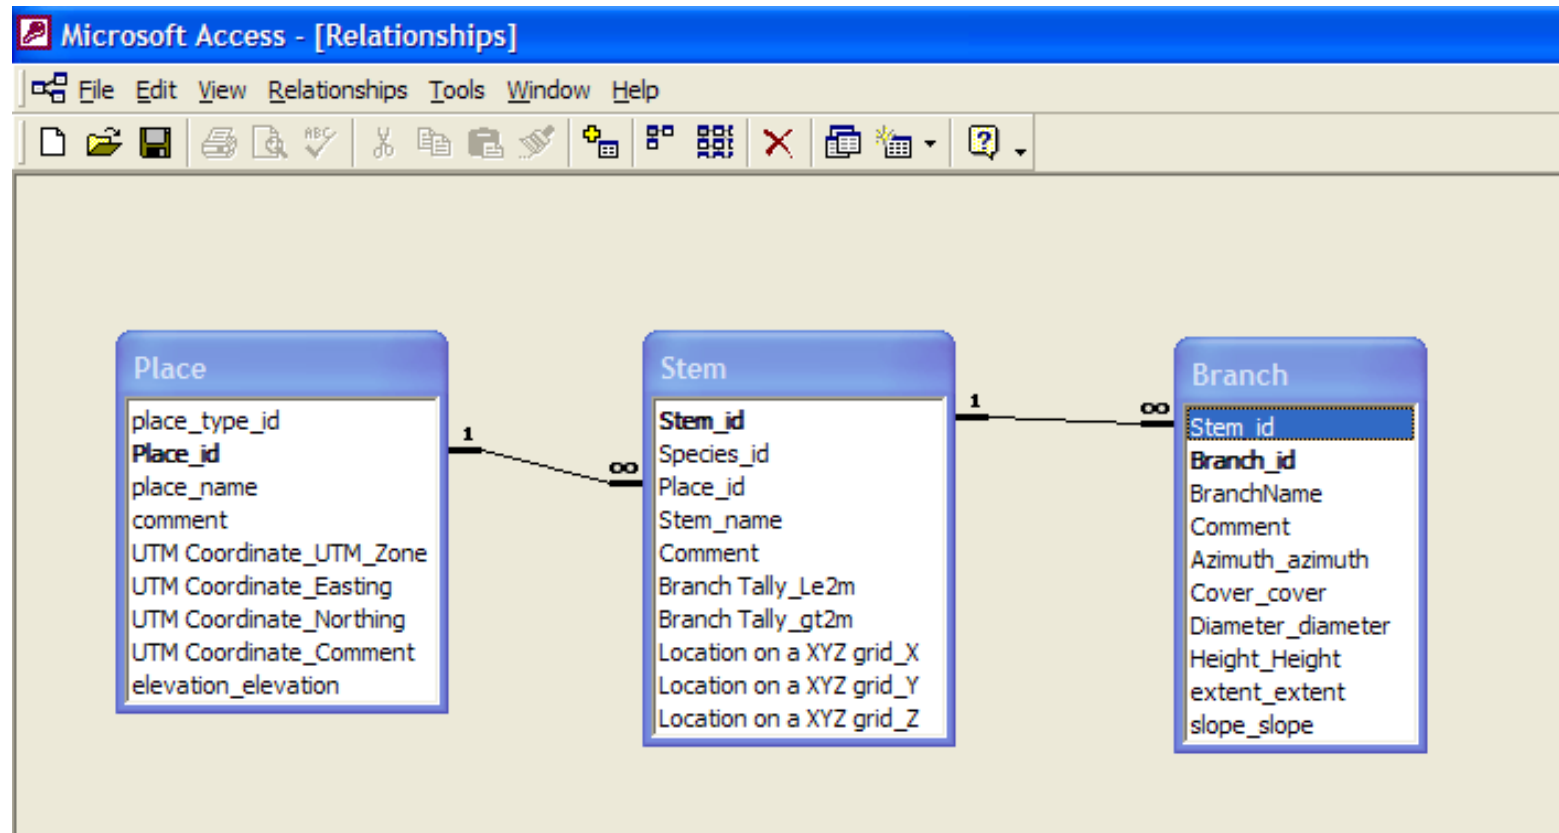 Microsoft Access - [Relationships]
File Edit View Relationships Tools Window Help
ABC
Place
place_type_id
Place_id
place_name
comment
UTM Coordinate_UTM_Zone
UTM Coordinate_Easting
UTM Coordinate_Northing
UTM Coordinate_Comment
elevation_elevation
1
∞
Stem
Stem_id
Species_id
Place_id
Stem_name
Comment
Branch Tally_Le2m
Branch Tally_gt2m
Location on a XYZ grid_X
Location on a XYZ grid_Y
Location on a XYZ grid_Z
1
∞
Branch
Stem_id
Branch_id
BranchName
Comment
Azimuth_azimuth
Cover_cover
Diameter_diameter
Height_Height
extent_extent
slope_slope